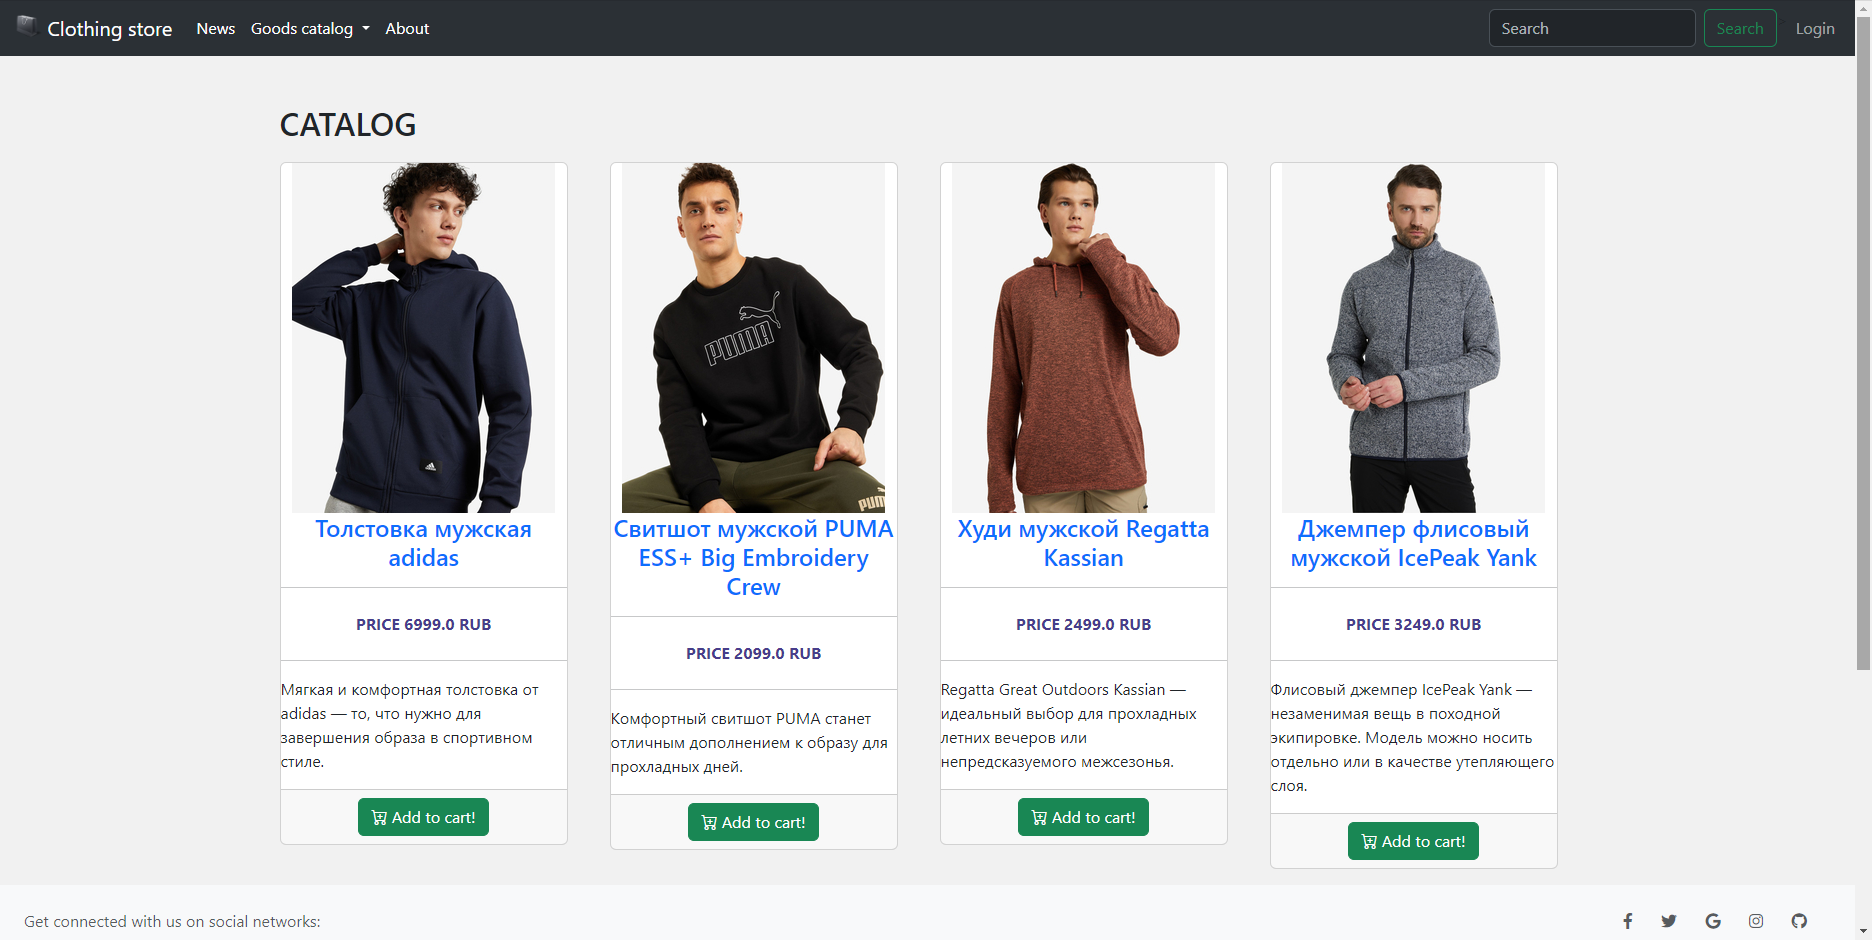 Clothing store
News
Goods catalog
About
Search
Search
Login
CATALOG
PUMA
PUM
Толстовка мужская
adidas
PRICE 6999.0 RUB
Мягкая и комфортная толстовка от
adidas — то, что нужно для
завершения образа в спортивном
стиле.
Add to cart!
Свитшот мужской PUMA
ESS+ Big Embroidery
Crew
PRICE 2099.0 RUB
Комфортный свитшот PUMA станет
отличным дополнением к образу для
прохладных дней.
Add to cart!
Худи мужской Regatta
Kassian
PRICE 2499.0 RUB
Regatta Great Outdoors Kassian —
идеальный выбор для прохладных
летних вечеров или
непредсказуемого межсезонья.
Add to cart!
Джемпер флисовый
мужской IcePeak Yank
PRICE 3249.0 RUB
Флисовый джемпер IcePeak Yank —
незаменимая вещь в походной
экипировке. Модель можно носить
отдельно или в качестве утепляющего
слоя.
Add to cart!
Get connected with us on social networks: